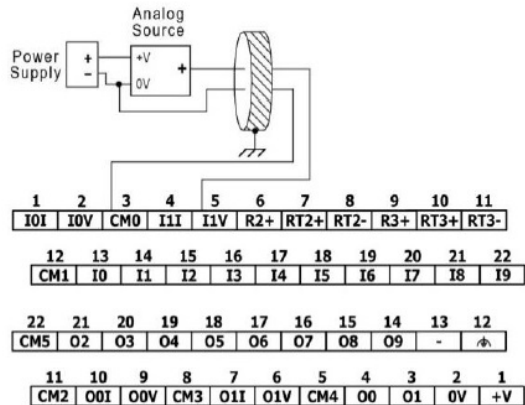 Analog
Source
Power
Supply
+
-
+V
0V
+
1 2 3 4 5 6 7 8 9 10 11
I0I I0V CM0 I1I I1V R2+ RT2+ RT2- R3+ RT3+ RT3-
12 13 14 15 16 17 18 19 20 21 22
CM1 I0 I1 I2 I3 I4 I5 I6 I7 I8 I9
22 21 20 19 18 17 16 15 14 13 12
CM5 O2 O3 O4 O5 O6 O7 O8 O9 -
11 10 9 8 7 6 5 4 3 2 1
CM2 O0I O0V CM3 O1I O1V CM4 O0 O1 0V +V